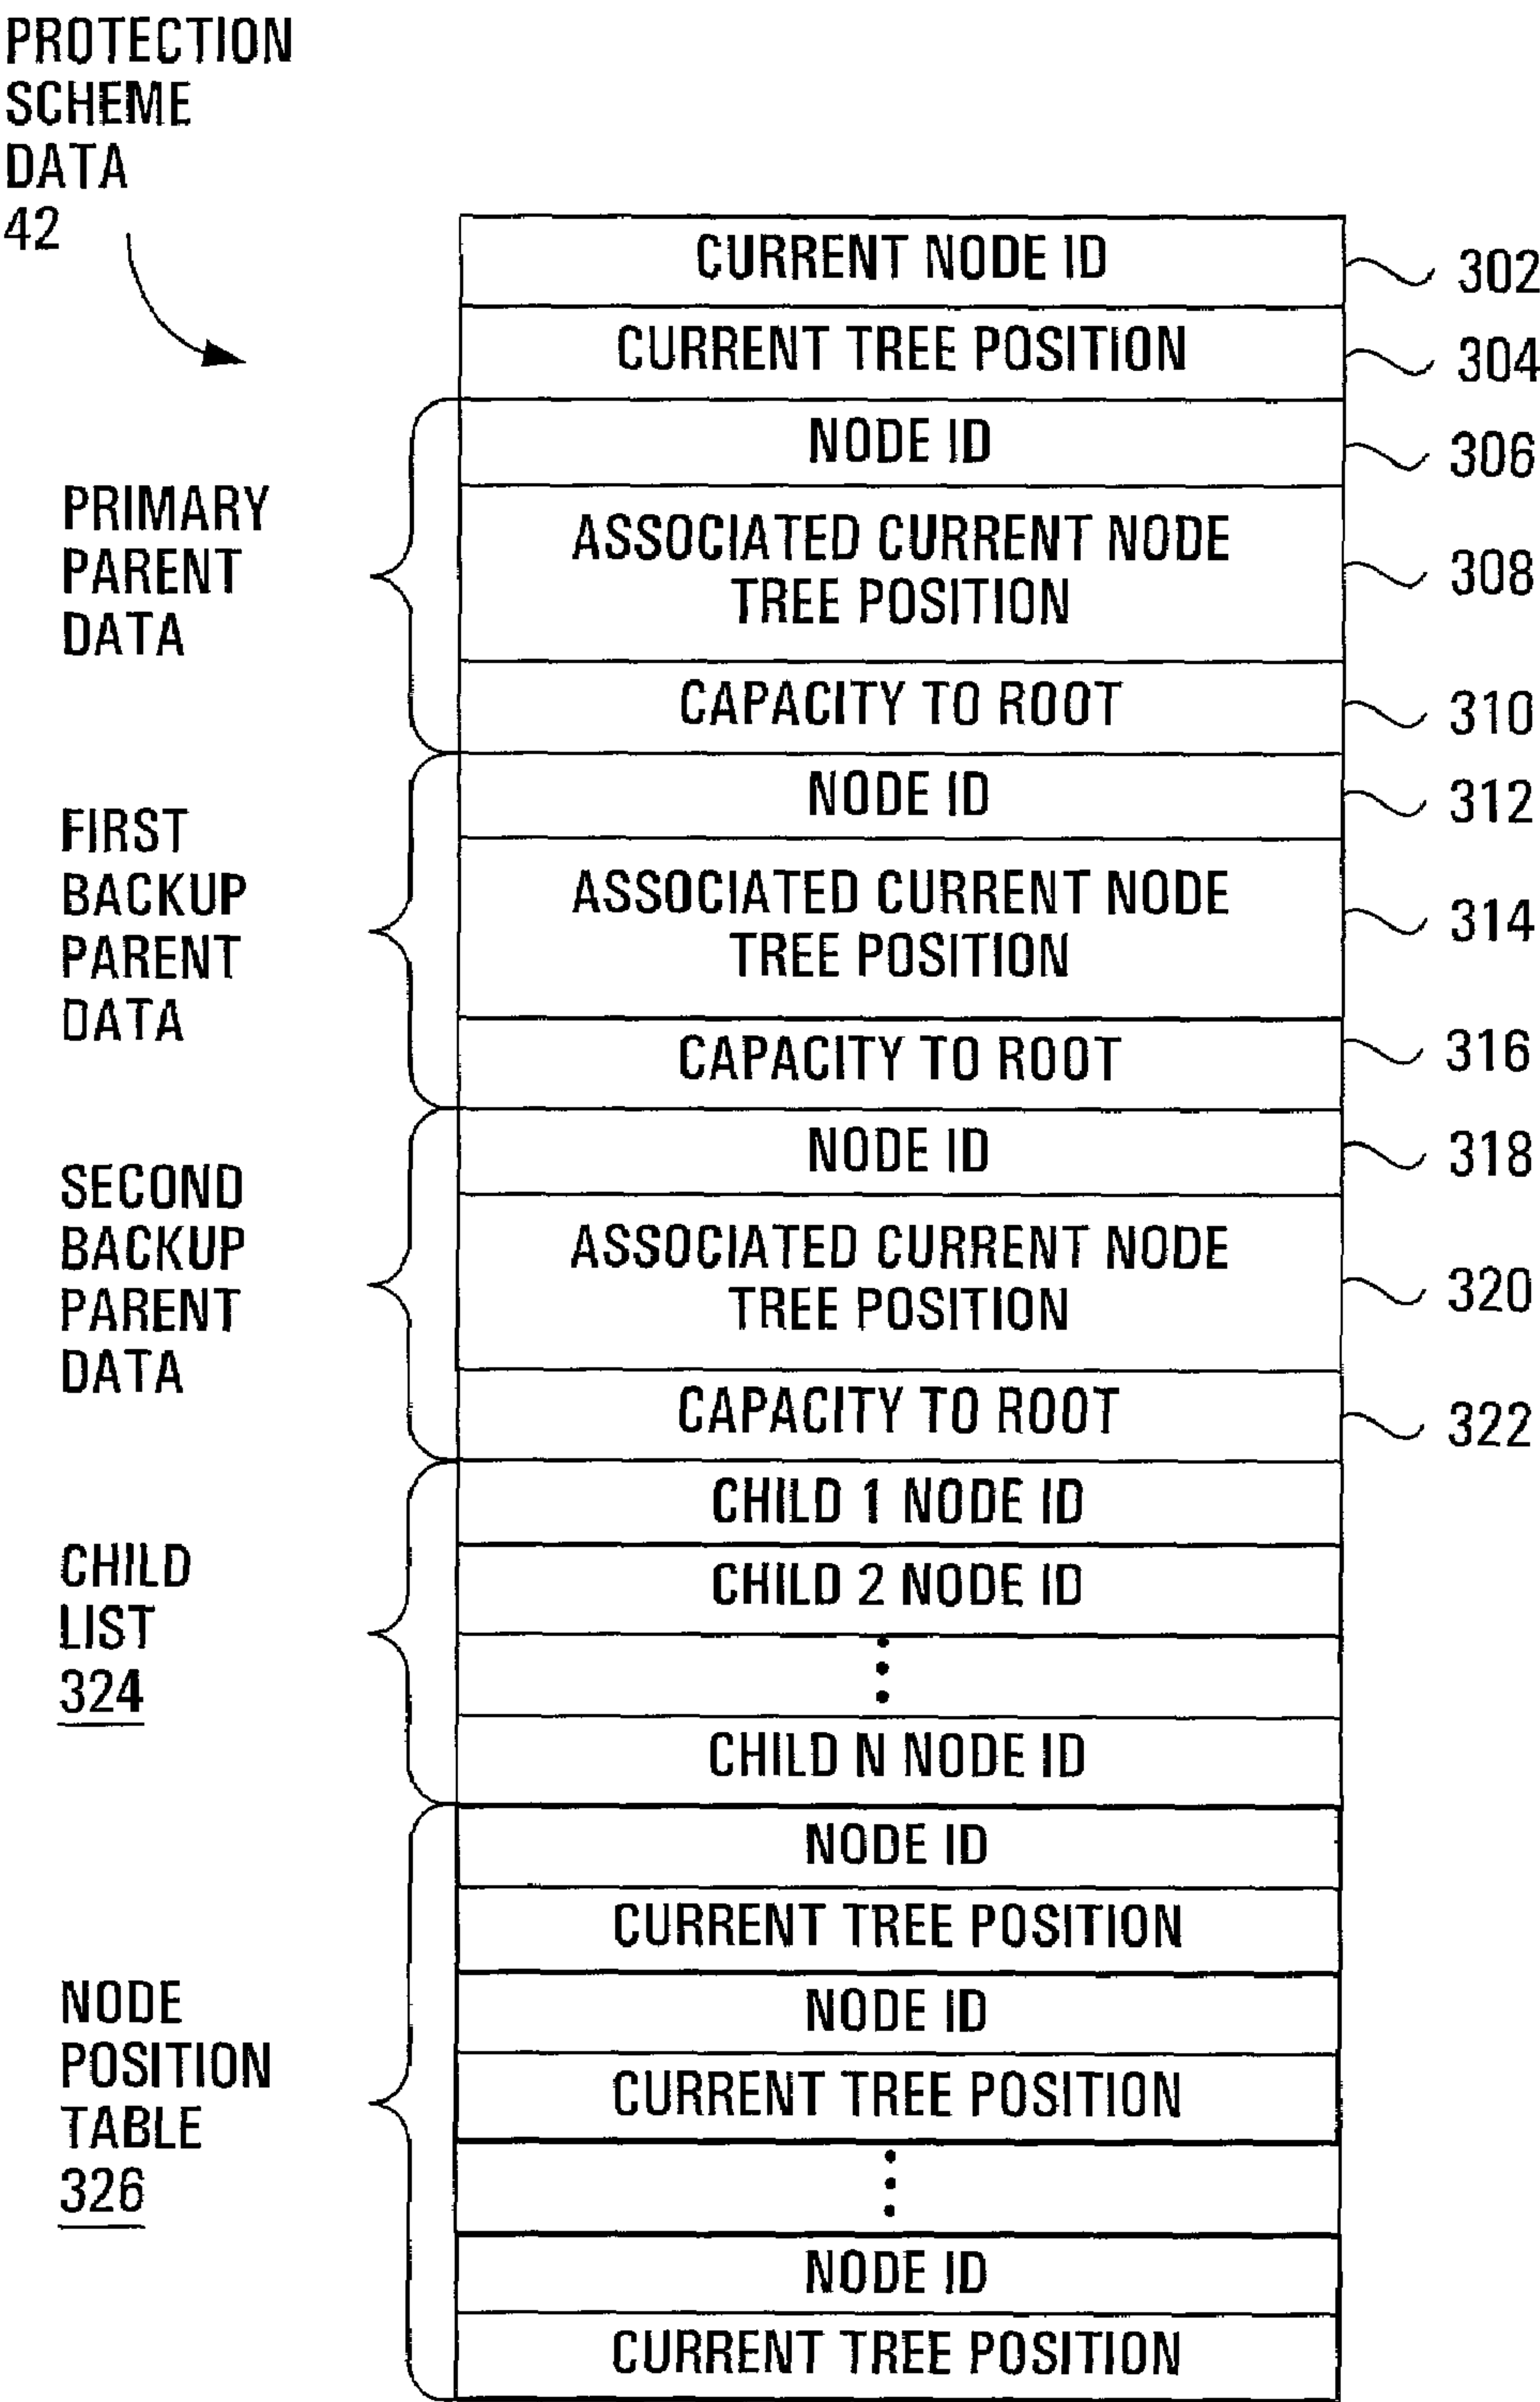 PROTECTION
SCHEME
DATA
42
CURRENT NODE ID
302
CURRENT TREE POSITION
304
PRIMARY
PARENT
DATA
NODE ID
306
ASSOCIATED CURRENT NODE
TREE POSITION
308
CAPACITY TO ROOT
310
FIRST
BACKUP
PARENT
DATA
NODE ID
312
ASSOCIATED CURRENT NODE
TREE POSITION
314
CAPACITY TO ROOT
316
SECOND
BACKUP
PARENT
DATA
NODE ID
318
ASSOCIATED CURRENT NODE
TREE POSITION
320
CAPACITY TO ROOT
322
CHILD
LIST
324
CHILD 1 NODE ID
CHILD 2 NODE ID
CHILD N NODE ID
NODE
POSITION
TABLE
326
NODE ID
CURRENT TREE POSITION
NODE ID
CURRENT TREE POSITION
NODE ID
CURRENT TREE POSITION